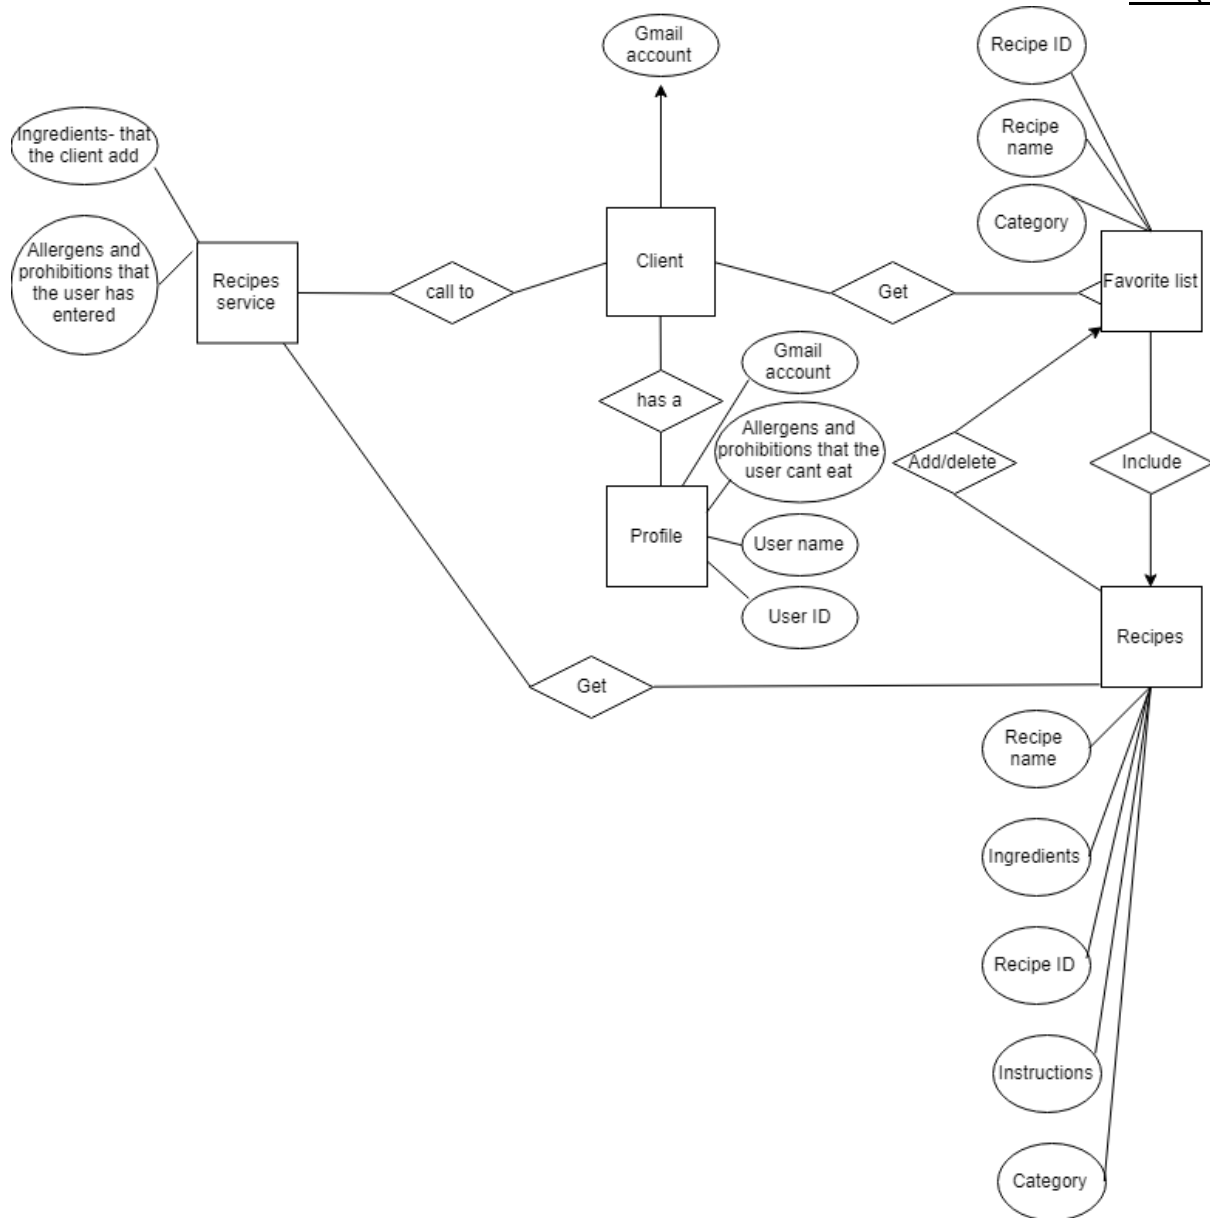 Gmail
account
Recipe ID
Ingredients- that
the client add
Recipe
name
Category
Allergens and
prohibitions that
the user has
entered
Recipes
service
call to
Client
Get
Favorite list
Gmail
account
has a
Allergens and
prohibitions that the
user cant eat
Add/delete
Include
Profile
User name
User ID
Recipes
Get
Recipe
name
Ingredients
Recipe ID
Instructions
Category